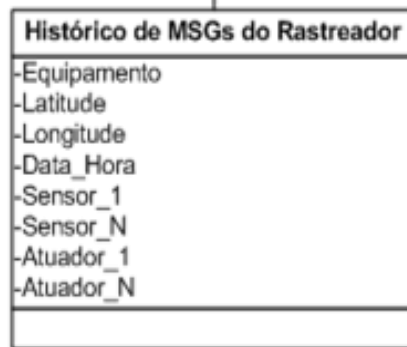 Histórico de MSGs do Rastreador
-Equipamento
-Latitude
-Longitude
-Data_Hora
-Sensor_1
-Sensor_N
-Atuador_1
-Atuador_N